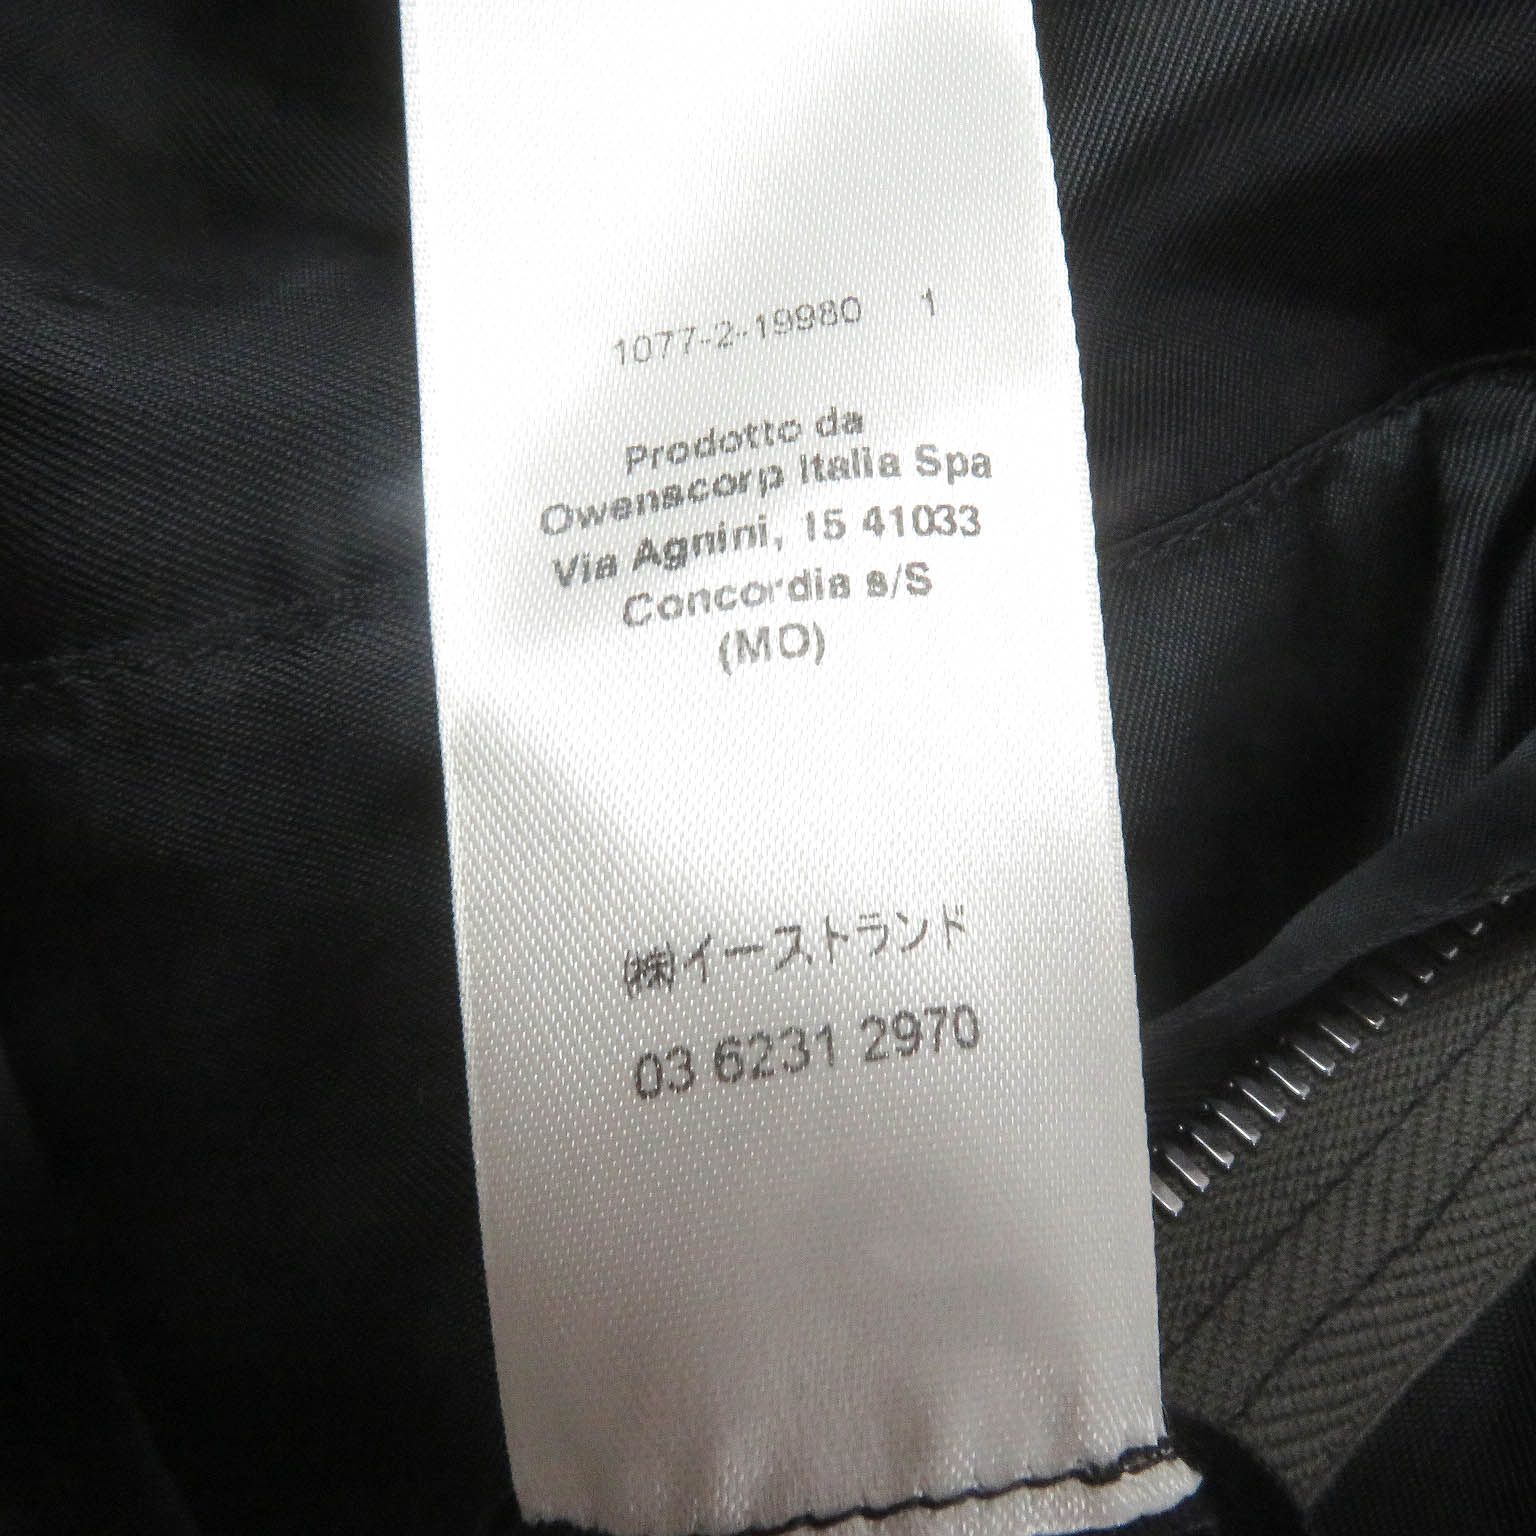 1077-2-19980 1
Prodotto da
Owenscorp Italia Spa
Via Agnini, 15 41033
Concordia s/S
(MO)
㈱イーストランド
03 6231 2970